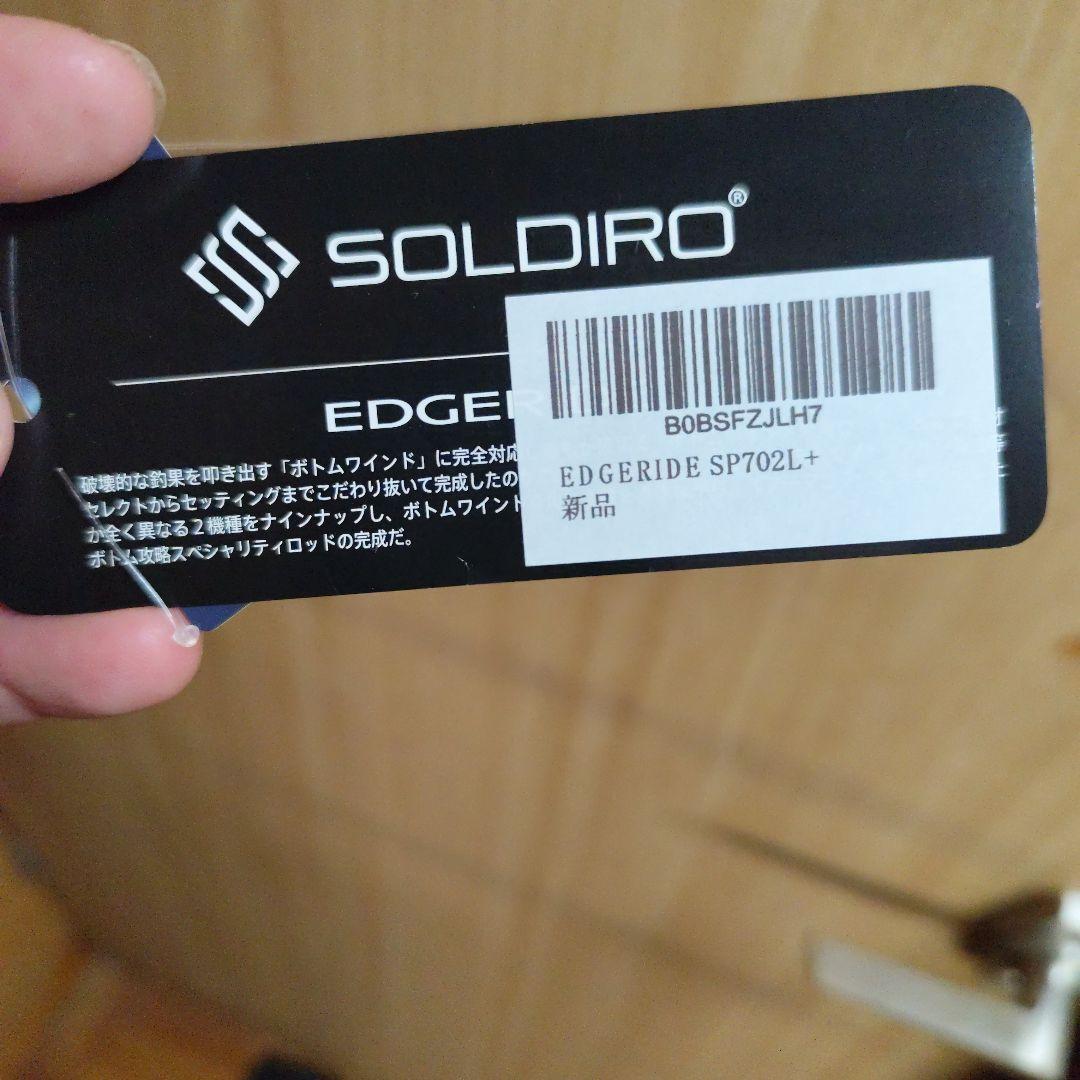 SOLDIRO®
EDGER
破壊的な釣果を叩き出す「ボトムワインド」に完全対応
セレクトからセッティングまでこだわり抜いて完成したの
が全く異なる2機種をナインナップし、ボトムワインド
ボトム攻略スペシャリティロッドの完成だ。
B0BSFZJLH7
EDGERIDE SP702L+
新品